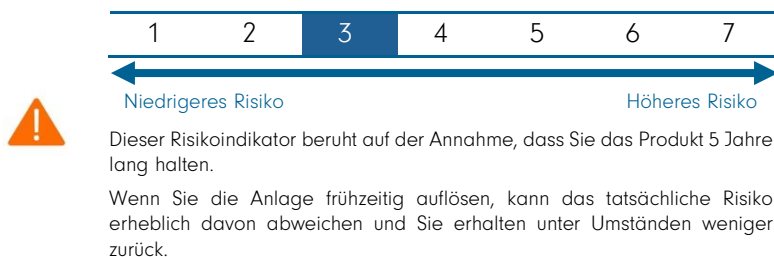 1 2 3 4 5 6 7
Niedrigeres Risiko Höheres Risiko
Dieser Risikoindikator beruht auf der Annahme, dass Sie das Produkt 5 Jahre
lang halten.
Wenn Sie die Anlage frühzeitig auflösen, kann das tatsächliche Risiko
erheblich davon abweichen und Sie erhalten unter Umständen weniger
zurück.